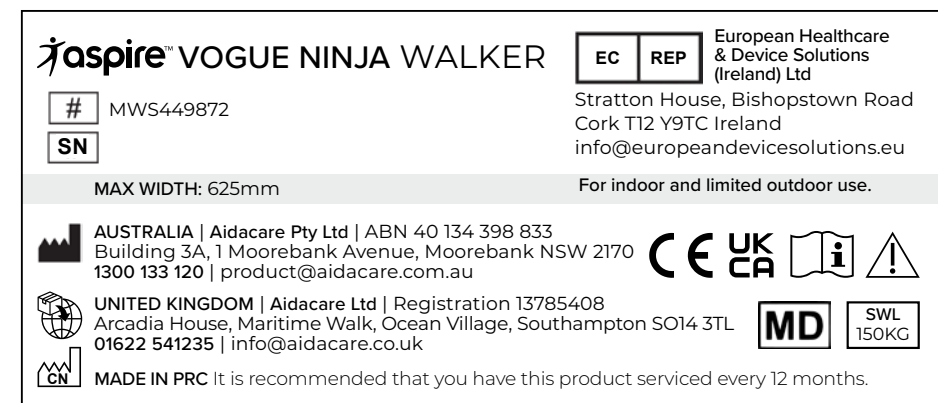 aspire™ VOGUE NINJA WALKER
# MWS449872
SN
EC REP
European Healthcare
& Device Solutions
(Ireland) Ltd
Stratton House, Bishopstown Road
Cork T12 Y9TC Ireland
info@europeandevicesolutions.eu
MAX WIDTH: 625mm
For indoor and limited outdoor use.
AUSTRALIA | Aidacare Pty Ltd | ABN 40 134 398 833
Building 3A, 1 Moorebank Avenue, Moorebank NSW 2170
1300 133 120 | product@aidacare.com.au
CE UK CA i
UNITED KINGDOM | Aidacare Ltd | Registration 13785408
Arcadia House, Maritime Walk, Ocean Village, Southampton SO14 3TL
01622 541235 | info@aidacare.co.uk
MD
SWL
150KG
CN
MADE IN PRC It is recommended that you have this product serviced every 12 months.